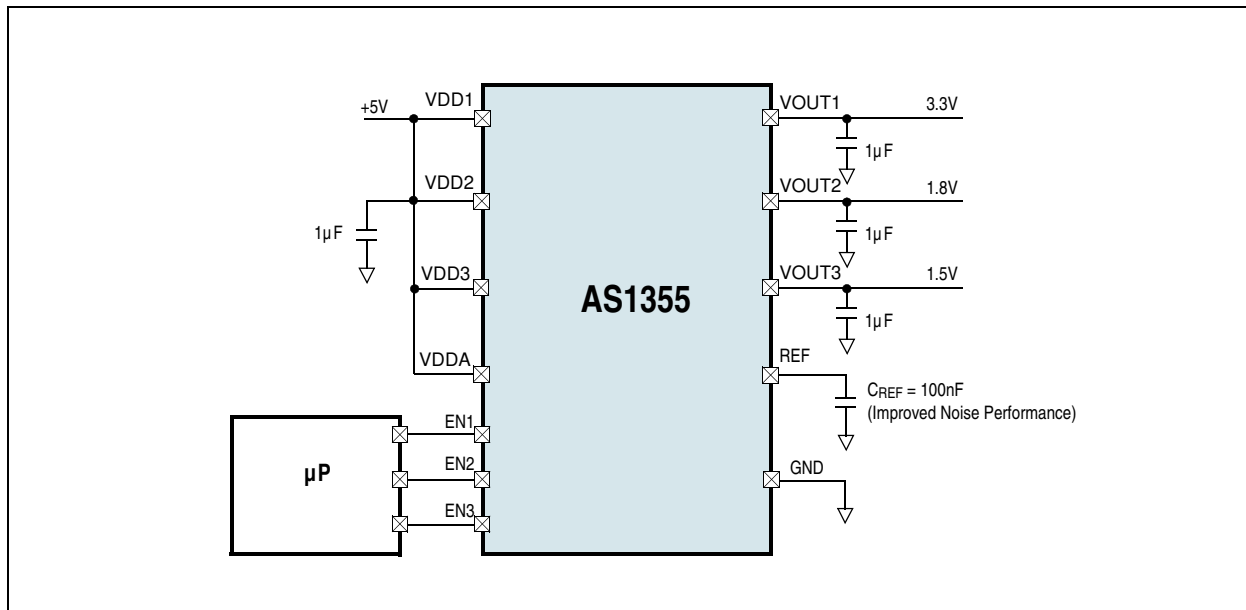 +5V
VDD1
VDD2
1µF
VDD3
VDDA
EN1
EN2
EN3
µP
AS1355
VOUT1
3.3V
1µF
VOUT2
1.8V
1µF
VOUT3
1.5V
1µF
REF
CREF = 100nF
(Improved Noise Performance)
GND